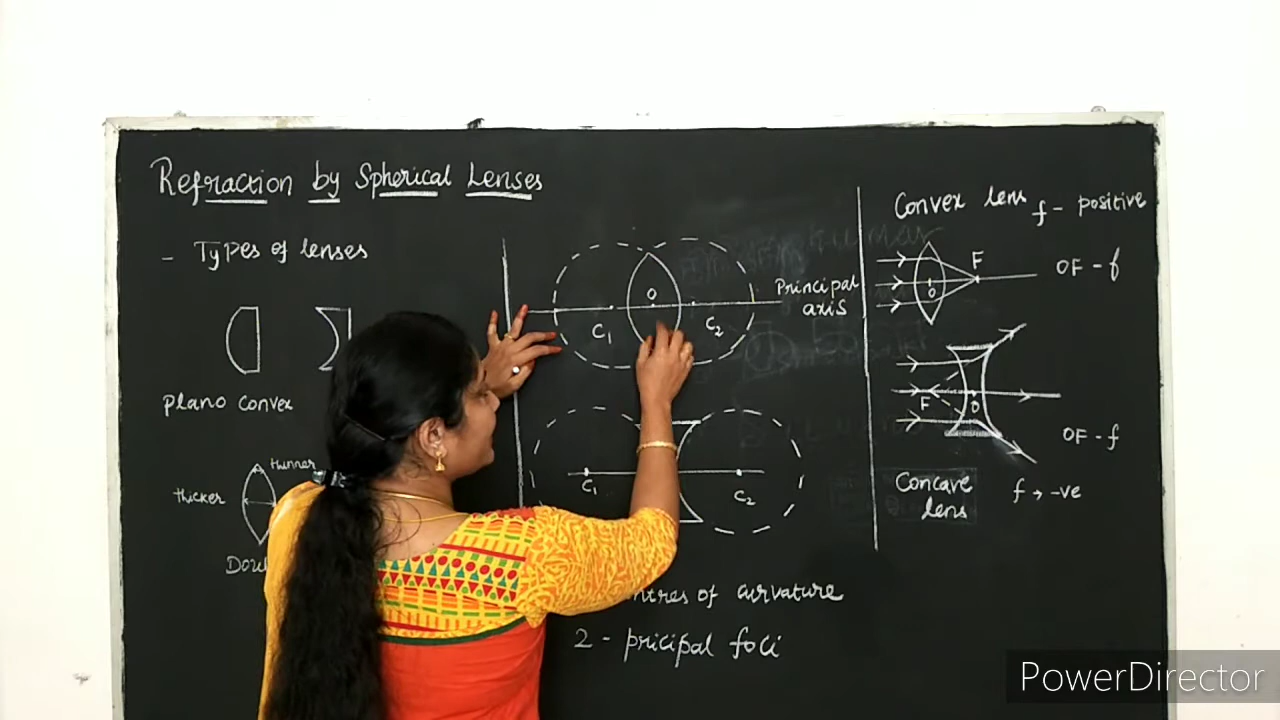 Refraction by Spherical Lenses
- Types of lenses
Plano Convex
thinner
thicker
O
Principal
axis
C1
C2
C1
C2
of curvature
2 - pricipal foci
Convex lens
f - positive
F
O
OF - f
F
O
OF - f
Concave
lens
f → -ve
PowerDirector